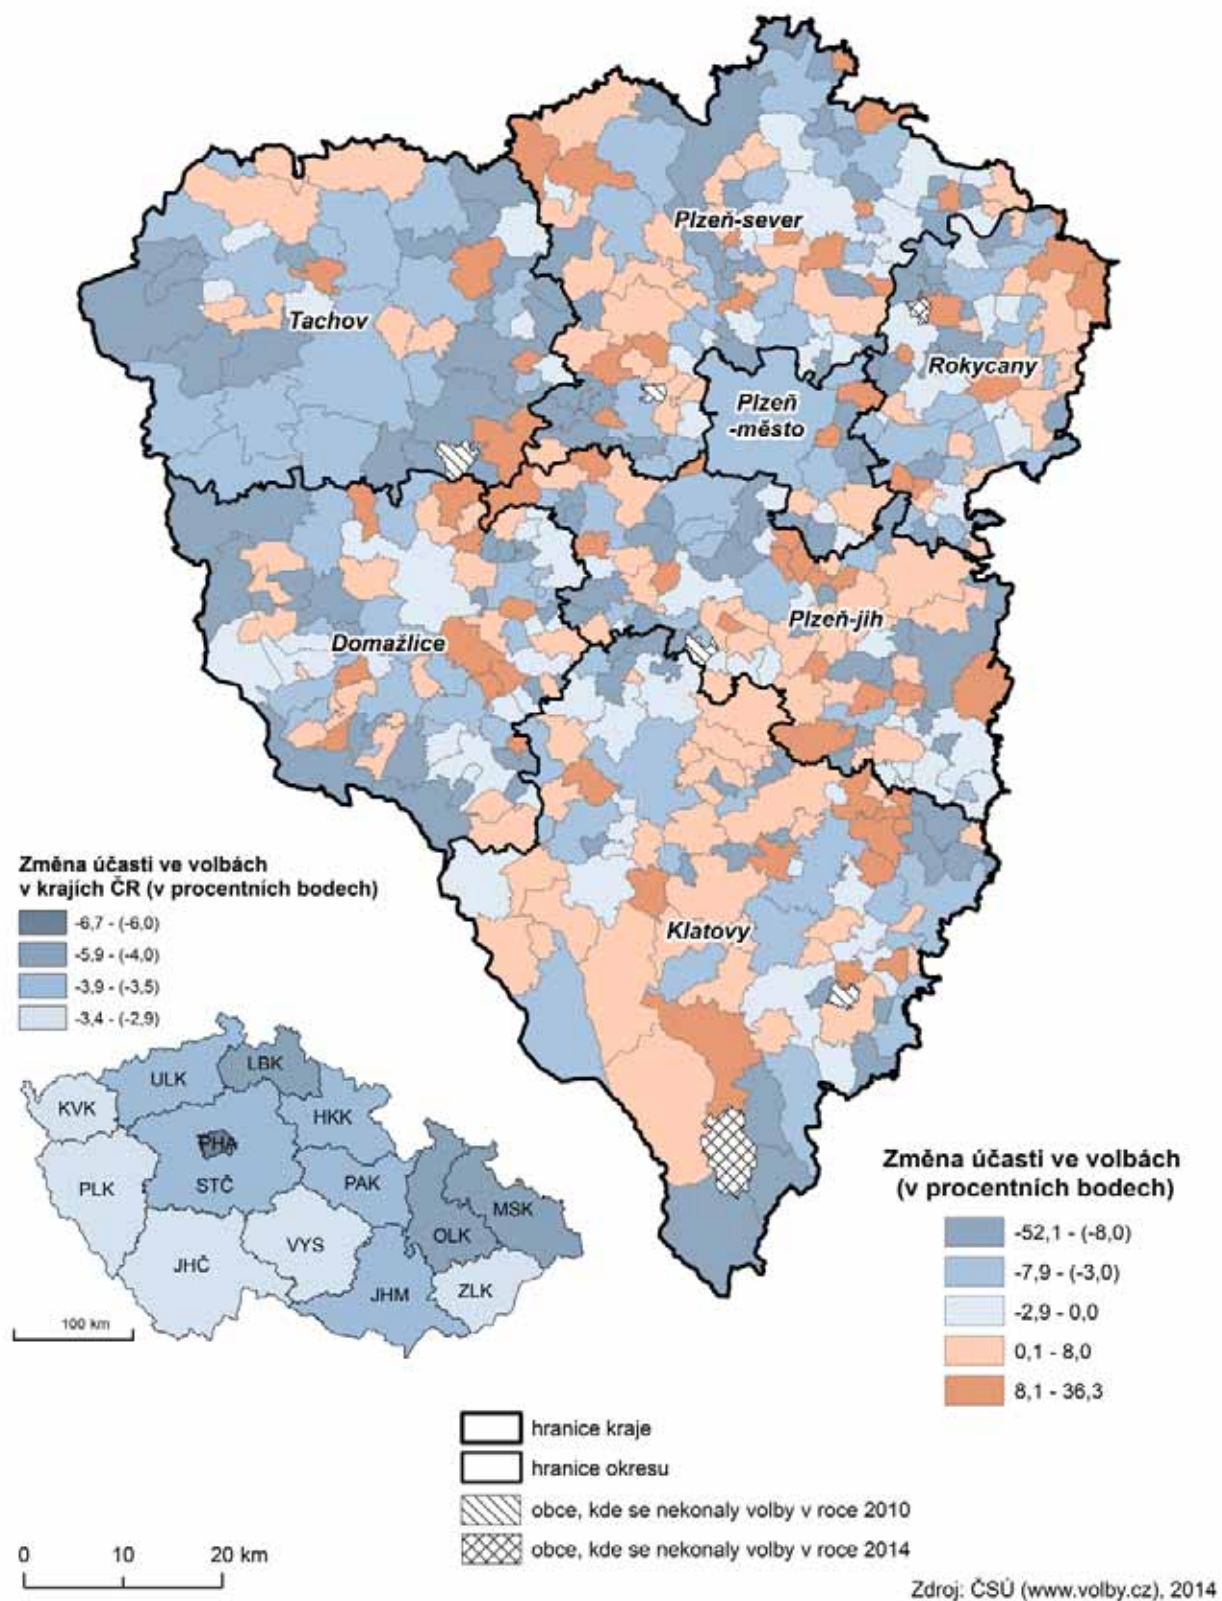 Plzeň-sever
Tachov
Rokycany
Plzeň
-město
Plzeň-jih
Domažlice
Klatovy
Změna účasti ve volbách
v krajích ČR (v procentních bodech)
-6,7 - (-6,0)
-5,9 - (-4,0)
-3,9 - (-3,5)
-3,4 - (-2,9)
LBK
ULK
KVK
HKK
PHA
PLK
STČ
PAK
MSK
OLK
VYS
JHČ
ZLK
JHM
100 km
Změna účasti ve volbách
(v procentních bodech)
-52,1 - (-8,0)
-7,9 - (-3,0)
-2,9 - 0,0
0,1 - 8,0
8,1 - 36,3
hranice kraje
hranice okresu
obce, kde se nekonaly volby v roce 2010
obce, kde se nekonaly volby v roce 2014
0 10 20 km
Zdroj: ČSÚ (www.volby.cz), 2014